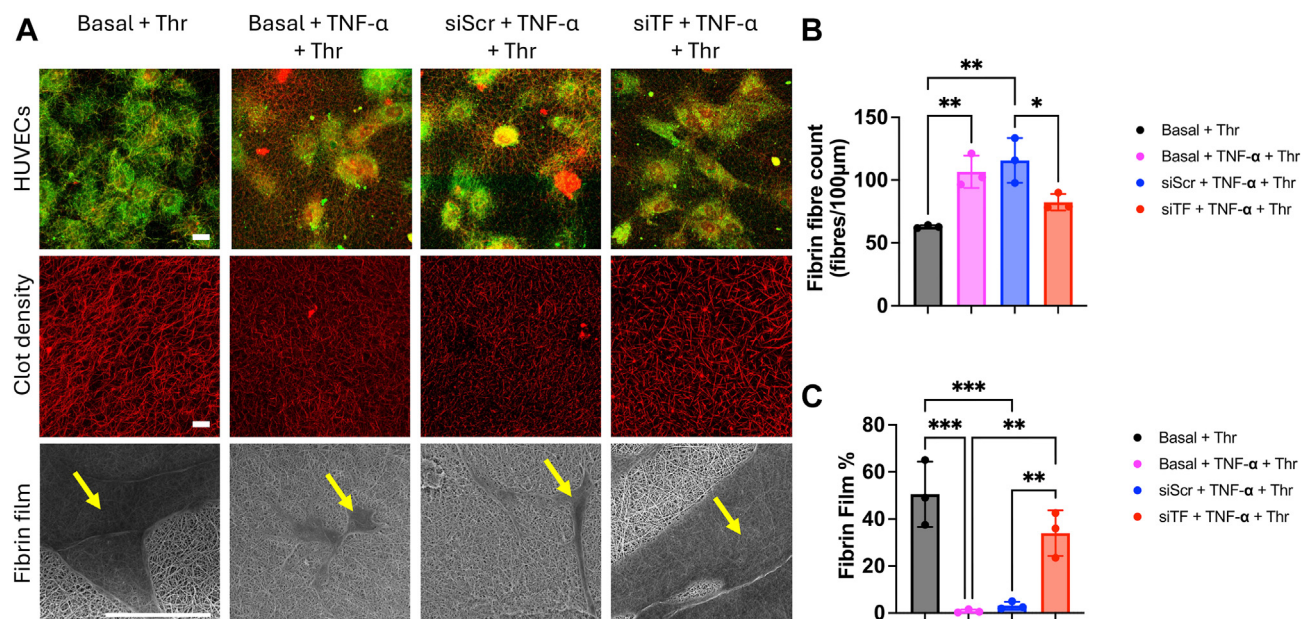 A
Basal + Thr
Basal + TNF-α
+ Thr
siScr + TNF-α
+ Thr
siTF + TNF-α
+ Thr
HUVECs
Clot density
Fibrin film
B
Fibrin fibre count
(fibres/100µm)
150
100
50
0
**
**
*
Basal + Thr
Basal + TNF-α + Thr
siScr + TNF-α + Thr
siTF + TNF-α + Thr
C
Fibrin Film %
80
60
40
20
0
***
***
**
**
Basal + Thr
Basal + TNF-α + Thr
siScr + TNF-α + Thr
siTF + TNF-α + Thr